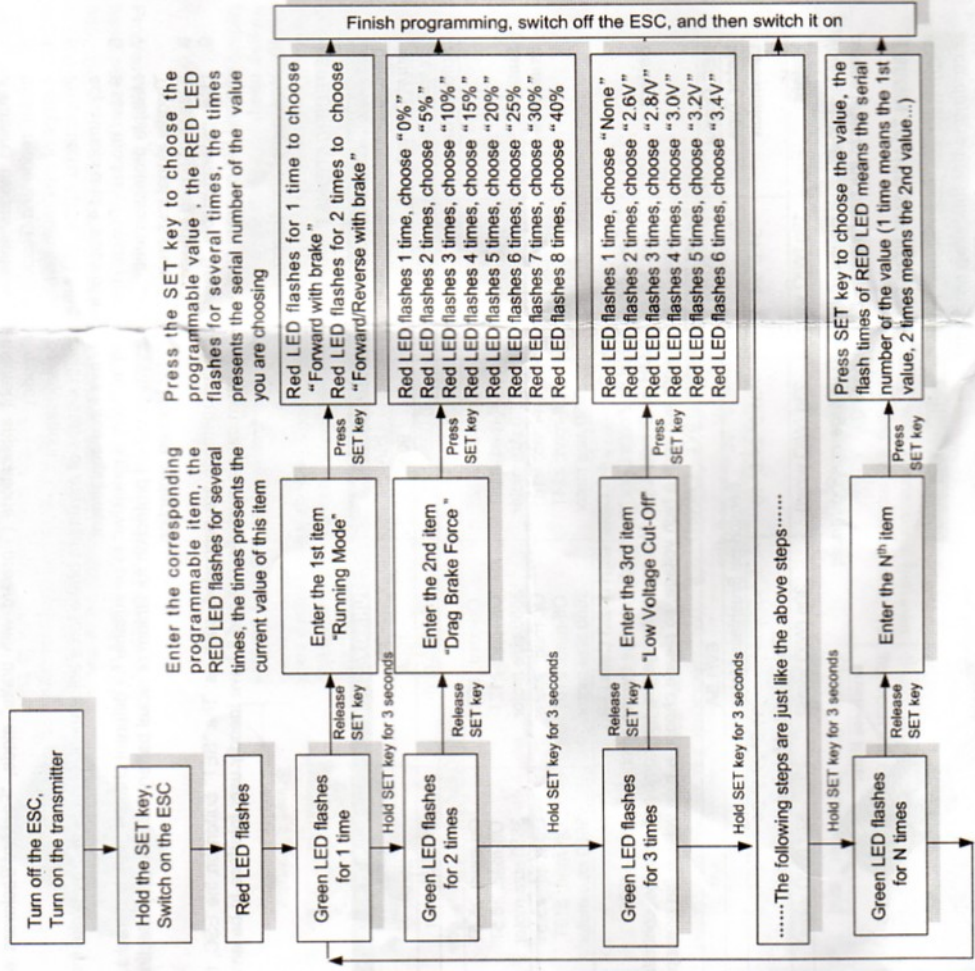 Turn off the ESC,
Turn on the transmitter
Hold the SET key,
Switch on the ESC
Red LED flashes
Enter the corresponding
programmable item, the
RED LED flashes for several
times, the times presents the
current value of this item
Press the SET key to choose the
programmable value ( the RED LED
flashes for several times, the times
presents the serial number of the value
you are choosing
Green LED flashes
for 1 time
Release
SET key
Enter the 1st item
"Running Mode"
Press
SET key
Red LED flashes for 1 time to choose
"Forward with brake"
Red LED flashes for 2 times to choose
"Forward/Reverse with brake"
Hold SET key for 3 seconds
Green LED flashes
for 2 times
Release
SET key
Enter the 2nd item
"Drag Brake Force"
Press
SET key
Red LED flashes 1 time, choose "0%"
Red LED flashes 2 times, choose "5%"
Red LED flashes 3 times, choose "10%"
Red LED flashes 4 times, choose "15%"
Red LED flashes 5 times, choose "20%"
Red LED flashes 6 times, choose "25%
Red LED flashes 7 times, choose "30%
Red LED flashes 8 times, choose "40%
Hold SET key for 3 seconds
Green LED flashes
for 3 times
Release
SET key
Enter the 3rd item
"Low Voltage Cut-Off"
Press
SET key
Red LED flashes 1 time, choose "None"
Red LED flashes 2 times, choose "2.6V"
Red LED flashes 3 times, choose "2.8/V"
Red LED flashes 4 times, choose "3.0V"
Red LED flashes 5 times, choose "3.2V"
Red LED flashes 6 times, choose "3.4V"
Hold SET key for 3 seconds
......The following steps are just like the above steps......
Hold SET key for 3 seconds
Green LED flashes
for N times
Release
SET key
Enter the Nth item
Press
SET key
Press SET key to choose the value, the
flash times of RED LED means the serial
number of the value (1 time means the 1st
value, 2 times means the 2nd value...)
Finish programming, switch off the ESC, and then switch it on